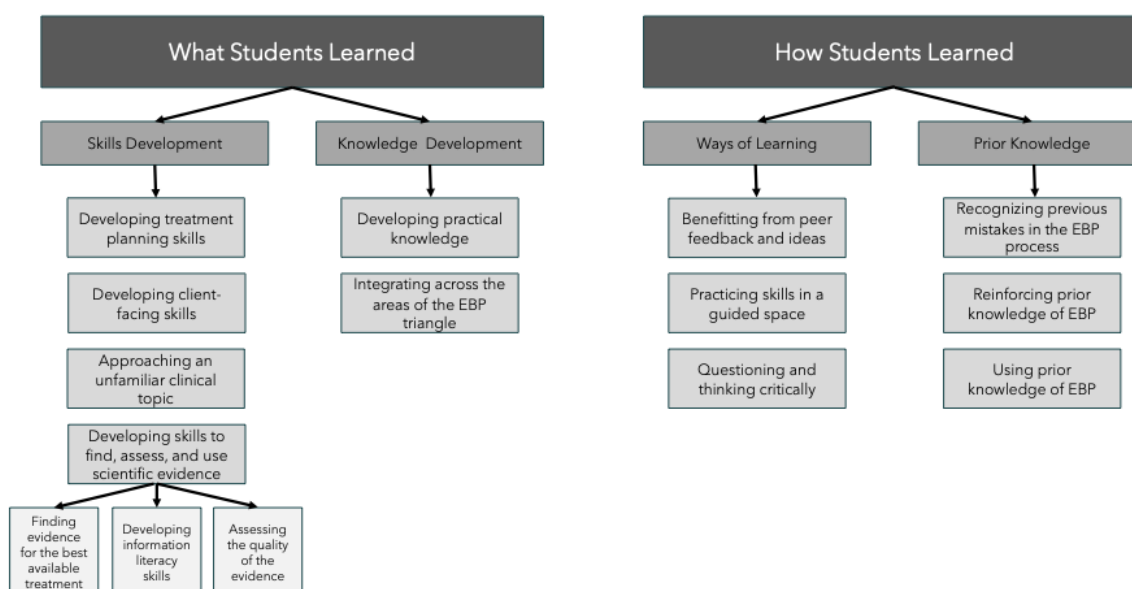 What Students Learned
How Students Learned
Skills Development
Knowledge Development
Ways of Learning
Prior Knowledge
Developing treatment
planning skills
Developing client-
facing skills
Approaching an
unfamiliar clinical
topic
Developing skills to
find, assess, and use
scientific evidence
Finding
evidence
for the best
available
treatment
Developing
information
literacy
skills
Assessing
the quality
of the
evidence
Developing practical
knowledge
Integrating across the
areas of the EBP
triangle
Benefitting from peer
feedback and ideas
Practicing skills in a
guided space
Questioning and
thinking critically
Recognizing previous
mistakes in the EBP
process
Reinforcing prior
knowledge of EBP
Using prior
knowledge of EBP